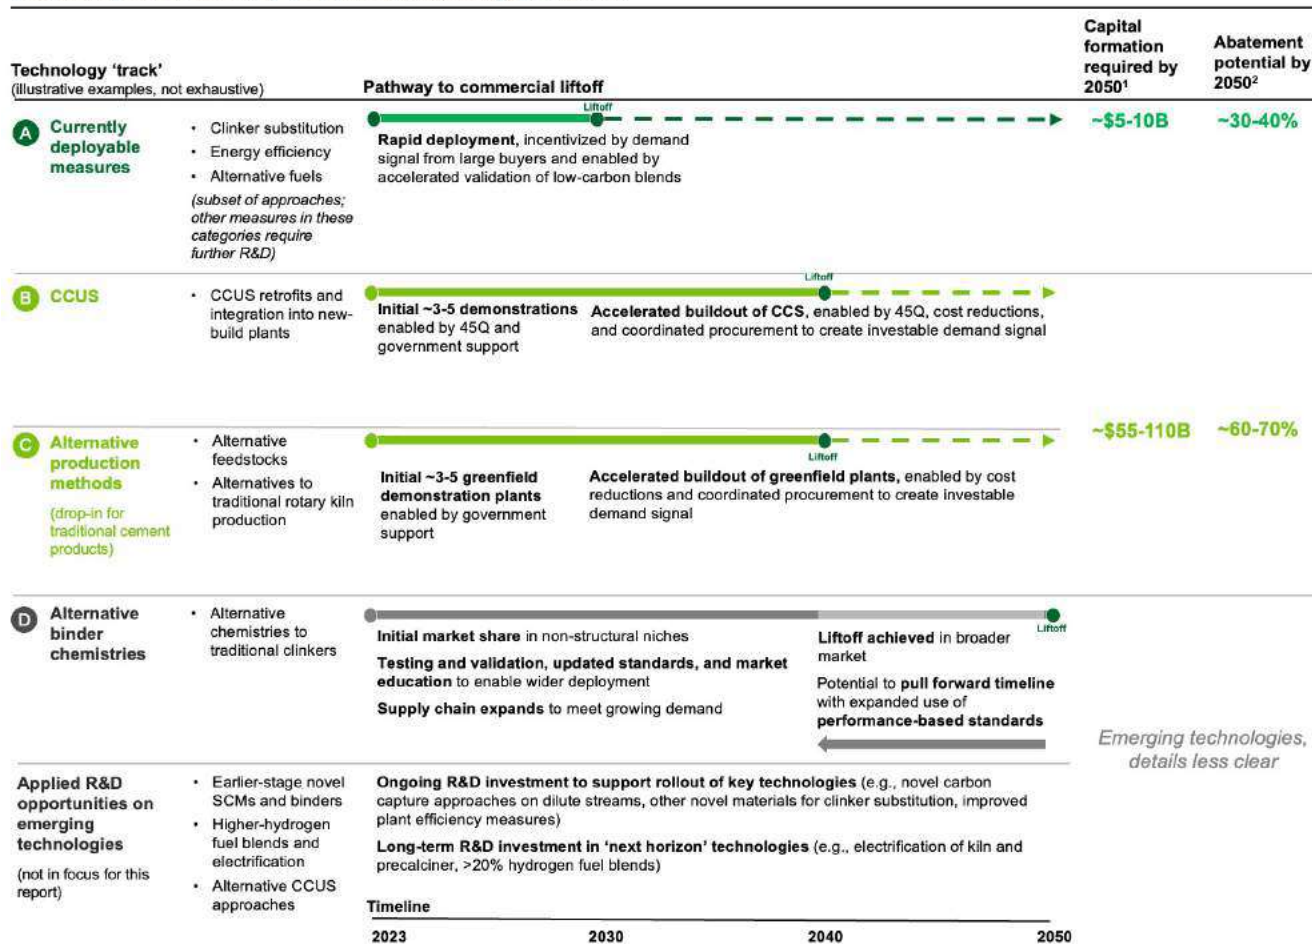 Technology ‘track’
(illustrative examples, not exhaustive)
Pathway to commercial liftoff
Capital
formation
required by
2050¹
Abatement
potential by
2050²
A
Currently
deployable
measures
• Clinker substitution
• Energy efficiency
• Alternative fuels
(subset of approaches;
other measures in these
categories require
further R&D)
Liftoff
Rapid deployment, incentivized by demand
signal from large buyers and enabled by
accelerated validation of low-carbon blends
~$5-10B
~30-40%
B
CCUS
• CCUS retrofits and
integration into new-
build plants
Liftoff
Initial ~3-5 demonstrations
enabled by 45Q and
government support
Accelerated buildout of CCS, enabled by 45Q, cost reductions,
and coordinated procurement to create investable demand signal
C
Alternative
production
methods
(drop-in for
traditional cement
products)
• Alternative
feedstocks
• Alternatives to
traditional rotary kiln
production
Liftoff
Initial ~3-5 greenfield
demonstration plants
enabled by government
support
Accelerated buildout of greenfield plants, enabled by cost
reductions and coordinated procurement to create investable
demand signal
~$55-110B
~60-70%
D
Alternative
binder
chemistries
• Alternative
chemistries to
traditional clinkers
Liftoff
Initial market share in non-structural niches
Testing and validation, updated standards, and market
education to enable wider deployment
Supply chain expands to meet growing demand
Liftoff achieved in broader
market
Potential to pull forward timeline
with expanded use of
performance-based standards
Emerging technologies,
details less clear
Applied R&D
opportunities on
emerging
technologies
(not in focus for this
report)
• Earlier-stage novel
SCMs and binders
• Higher-hydrogen
fuel blends and
electrification
• Alternative CCUS
approaches
Ongoing R&D investment to support rollout of key technologies (e.g., novel carbon
capture approaches on dilute streams, other novel materials for clinker substitution, improved
plant efficiency measures)
Long-term R&D investment in ‘next horizon’ technologies (e.g., electrification of kiln and
precalciner, >20% hydrogen fuel blends)
Timeline
2023
2030
2040
2050